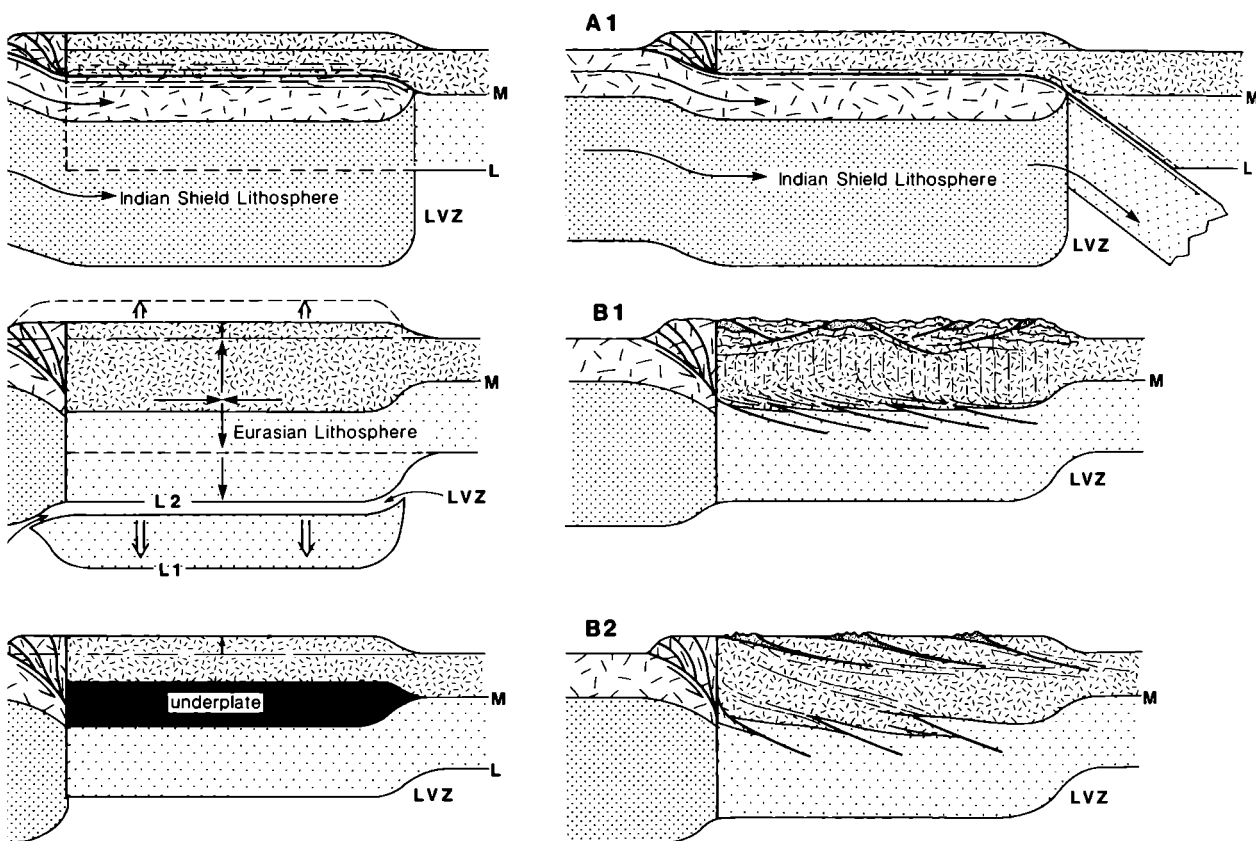 M
L
Indian Shield Lithosphere
LVZ
A1
M
L
Indian Shield Lithosphere
LVZ
M
Eurasian Lithosphere
L2
LVZ
L1
B1
M
LVZ
underplate
M
L
LVZ
B2
M
LVZ